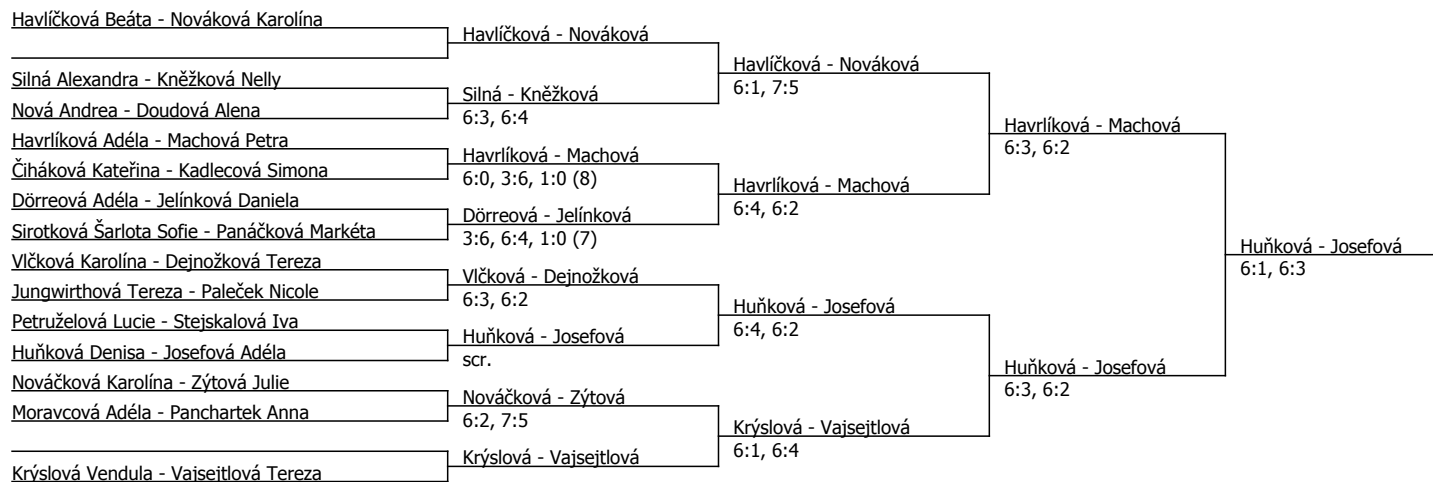 Havlíčková Beáta - Nováková Karolína
Silná Alexandra - Kněžková Nelly
Nová Andrea - Doudová Alena
Havrlíková Adéla - Machová Petra
Čiháková Kateřina - Kadlecová Simona
Dörreová Adéla - Jelínková Daniela
Sirotková Šarlota Sofie - Panáčková Markéta
Vlčková Karolína - Dejnožková Tereza
Jungwirthová Tereza - Paleček Nicole
Petruželová Lucie - Stejskalová Iva
Huňková Denisa - Josefová Adéla
Nováčková Karolína - Zýtová Julie
Moravcová Adéla - Panchartek Anna
Krýslová Vendula - Vajsejtlová Tereza
Havlíčková - Nováková
Silná - Kněžková
6:3, 6:4
Havrlíková - Machová
6:0, 3:6, 1:0 (8)
Dörreová - Jelínková
3:6, 6:4, 1:0 (7)
Vlčková - Dejnožková
6:3, 6:2
Huňková - Josefová
scr.
Nováčková - Zýtová
6:2, 7:5
Krýslová - Vajsejtlová
Havlíčková - Nováková
6:1, 7:5
Havrlíková - Machová
6:4, 6:2
Huňková - Josefová
6:4, 6:2
Krýslová - Vajsejtlová
6:1, 6:4
Havrlíková - Machová
6:3, 6:2
Huňková - Josefová
6:3, 6:2
Huňková - Josefová
6:1, 6:3